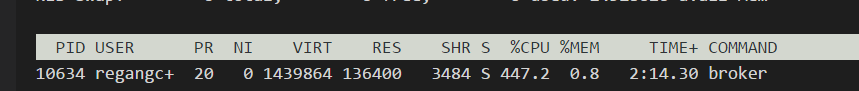 PID USER PR NI VIRT RES SHR S %CPU %MEM TIME+ COMMAND
10634 regangc+ 20 0 1439864 136400 3484 S 447.2 0.8 2:14.30 broker